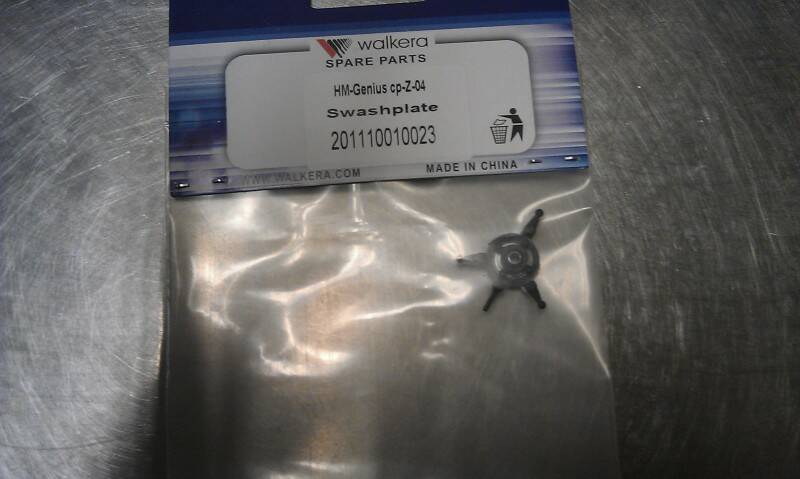 walkera
SPARE PARTS
HM-Genius cp-Z-04
Swashplate
201110010023
WWW.WALKERA.COM MADE IN CHINA